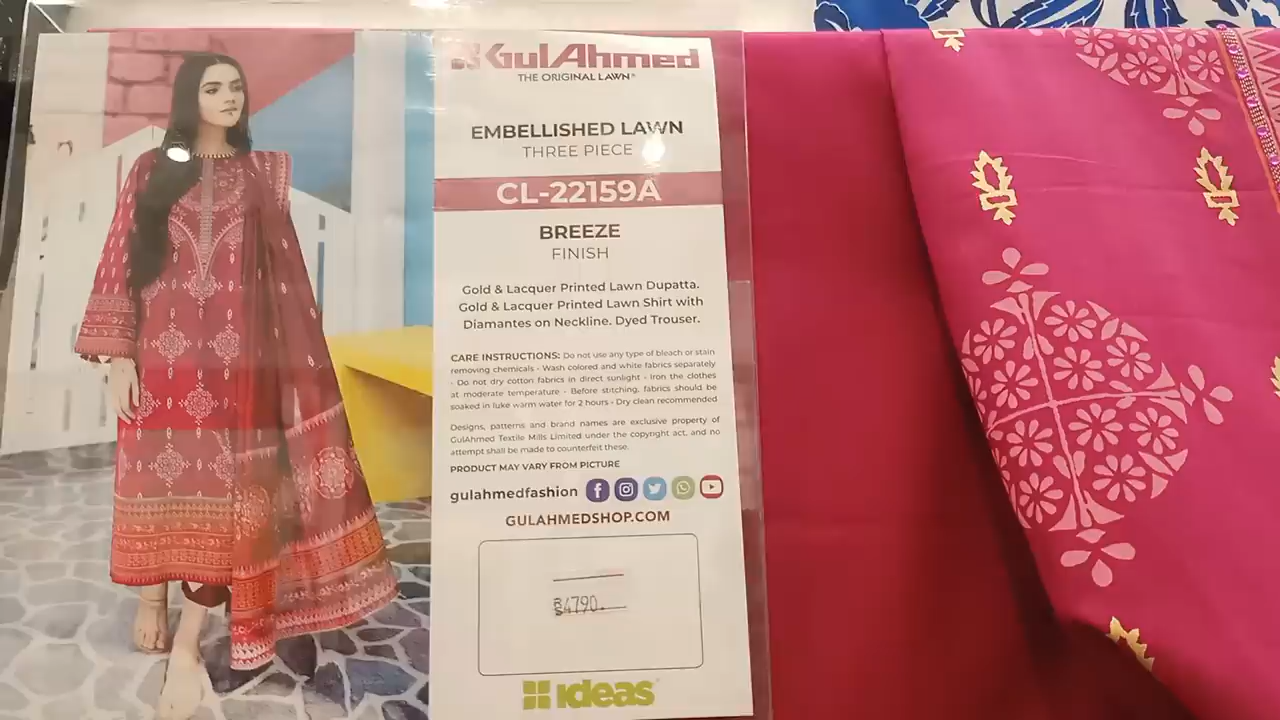 GulAhmed
THE ORIGINAL LAWN®
EMBELLISHED LAWN
THREE PIECE
CL-22159A
BREEZE
FINISH
Gold & Lacquer Printed Lawn Dupatta.
Gold & Lacquer Printed Lawn Shirt with
Diamantes on Neckline. Dyed Trouser.
CARE INSTRUCTIONS: Do not use any type of bleach or stain
removing chemicals - Wash colored and white fabrics separately
- Do not dry cotton fabrics in direct sunlight - Iron the clothes
at moderate temperature - Before stitching, fabrics should be
soaked in luke warm water for 2 hours - Dry clean recommended
Designs, patterns and brand names are exclusive property of
GulAhmed Textile Mills Limited under the copyright act, and no
attempt shall be made to counterfeit these.
PRODUCT MAY VARY FROM PICTURE
gulahmedfashion
GULAHMEDSHOP.COM
4790.
ideas